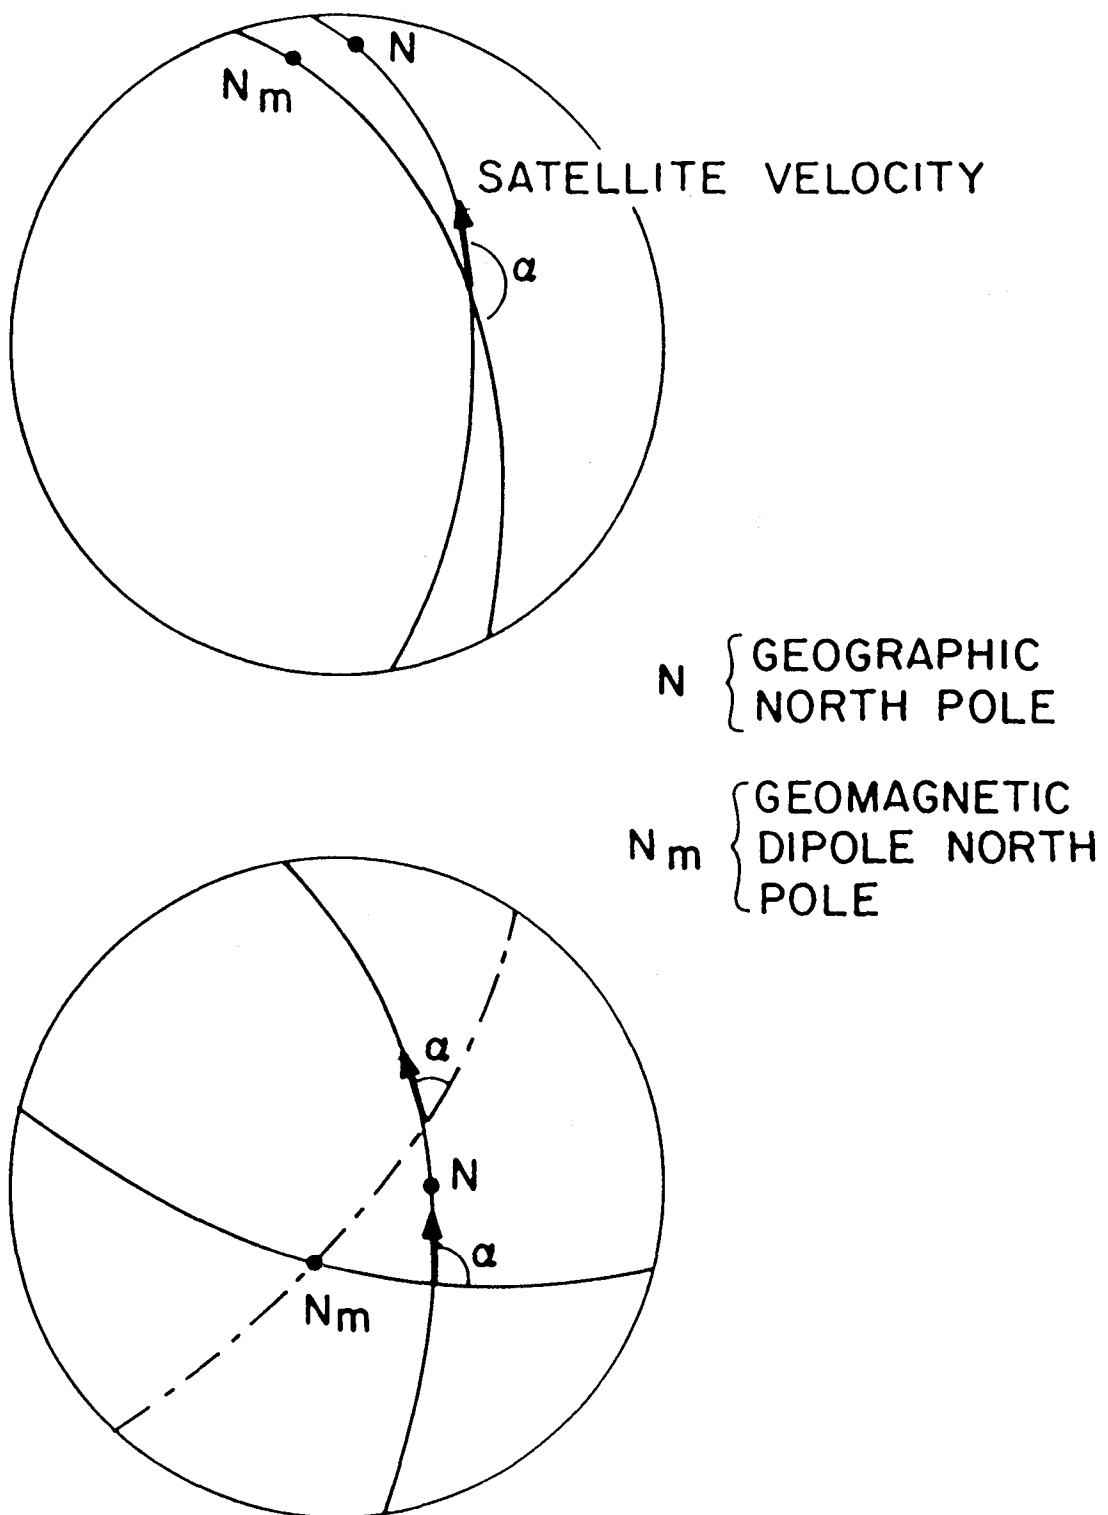 N
Nm
SATELLITE VELOCITY
α
N { GEOGRAPHIC
NORTH POLE
Nm { GEOMAGNETIC
DIPOLE NORTH
POLE
α
N
α
Nm